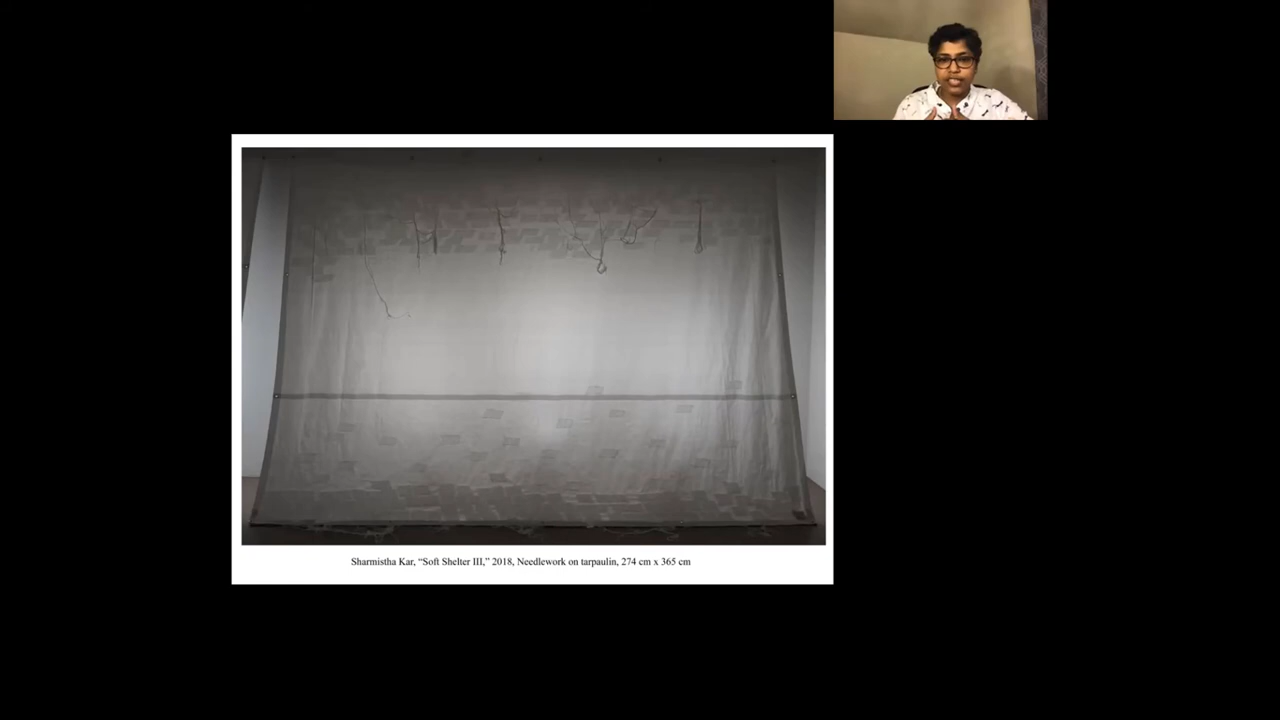 Sharmistha Kar, “Soft Shelter III,” 2018, Needlework on tarpaulin, 274 cm x 365 cm